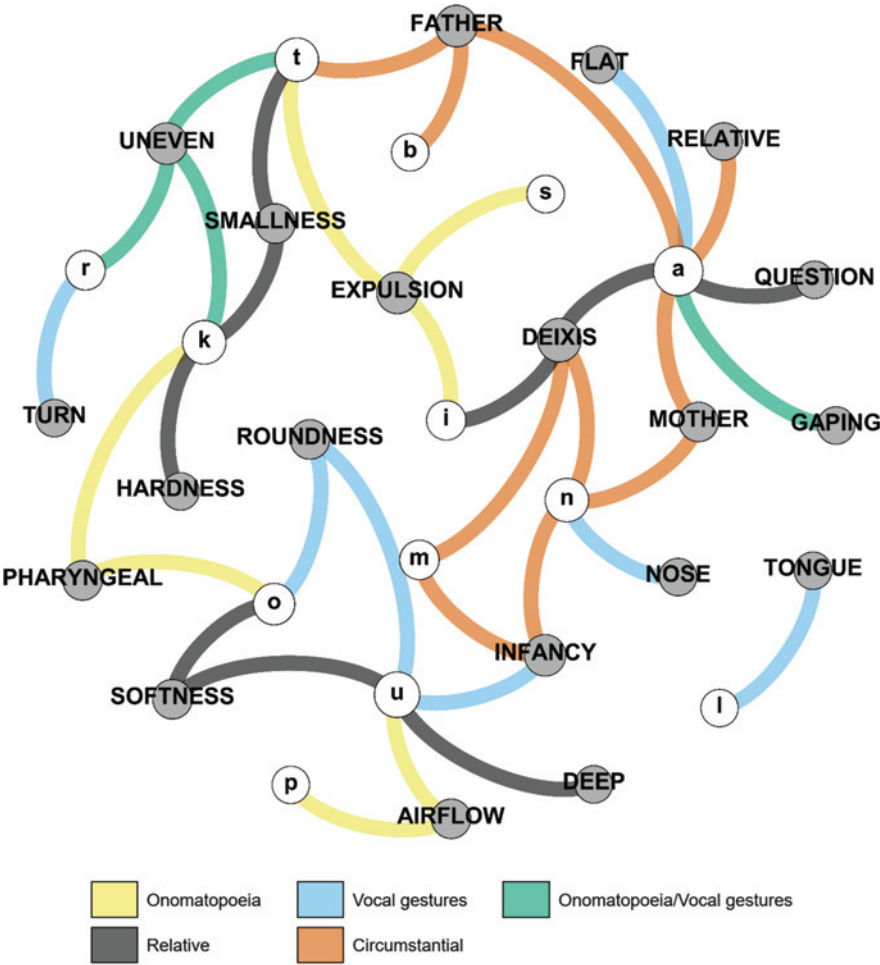 FATHER
t
FLAT
UNEVEN
b
RELATIVE
s
SMALLNESS
r
a
QUESTION
EXPULSION
k
DEIXIS
TURN
i
MOTHER
GAPING
ROUNDNESS
HARDNESS
n
m
PHARYNGEAL
NOSE
TONGUE
o
INFANCY
SOFTNESS
u
l
p
DEEP
AIRFLOW
Onomatopoeia
Vocal gestures
Onomatopoeia/Vocal gestures
Relative
Circumstantial